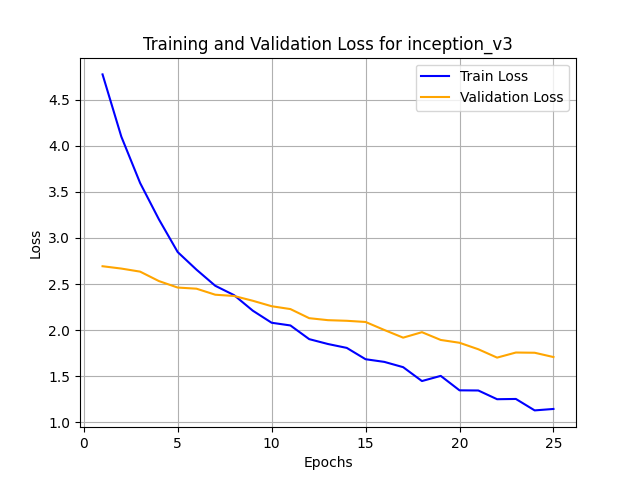 Training and Validation Loss for inception_v3
Train Loss
Validation Loss
Loss
4.5
4.0
3.5
3.0
2.5
2.0
1.5
1.0
0 5 10 15 20 25
Epochs